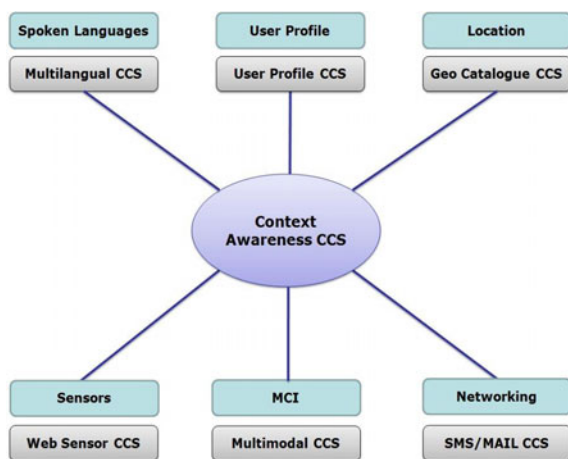 Spoken Languages
User Profile
Location
Multilangual CCS
User Profile CCS
Geo Catalogue CCS
Context
Awareness CCS
Sensors
MCI
Networking
Web Sensor CCS
Multimodal CCS
SMS/MAIL CCS